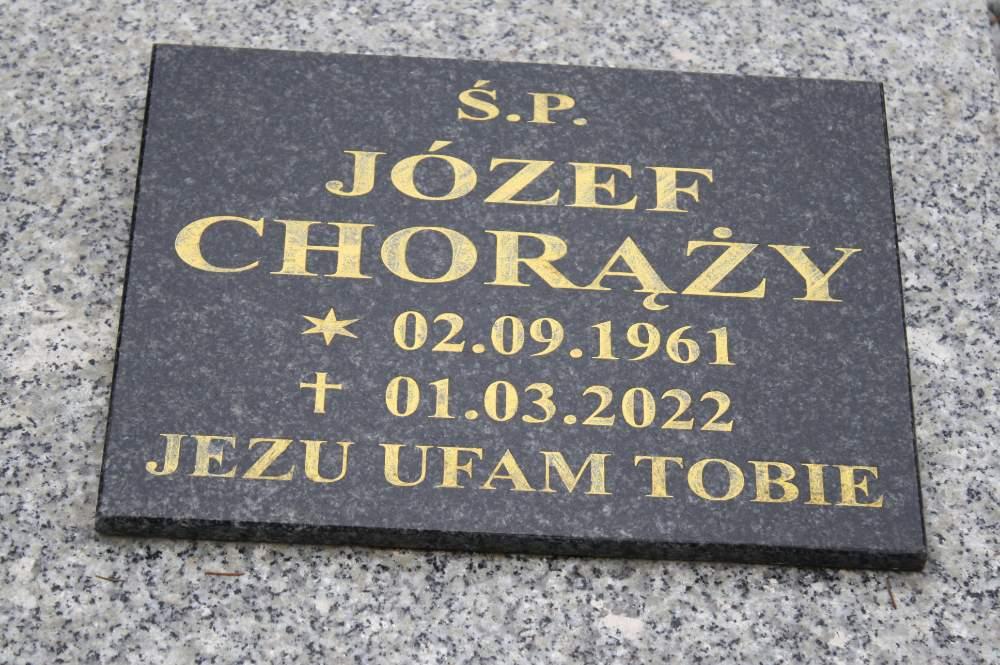 Ś.P.
JÓZEF
CHORĄŻY
✶ 02.09.1961
✝ 01.03.2022
JEZU UFAM TOBIE